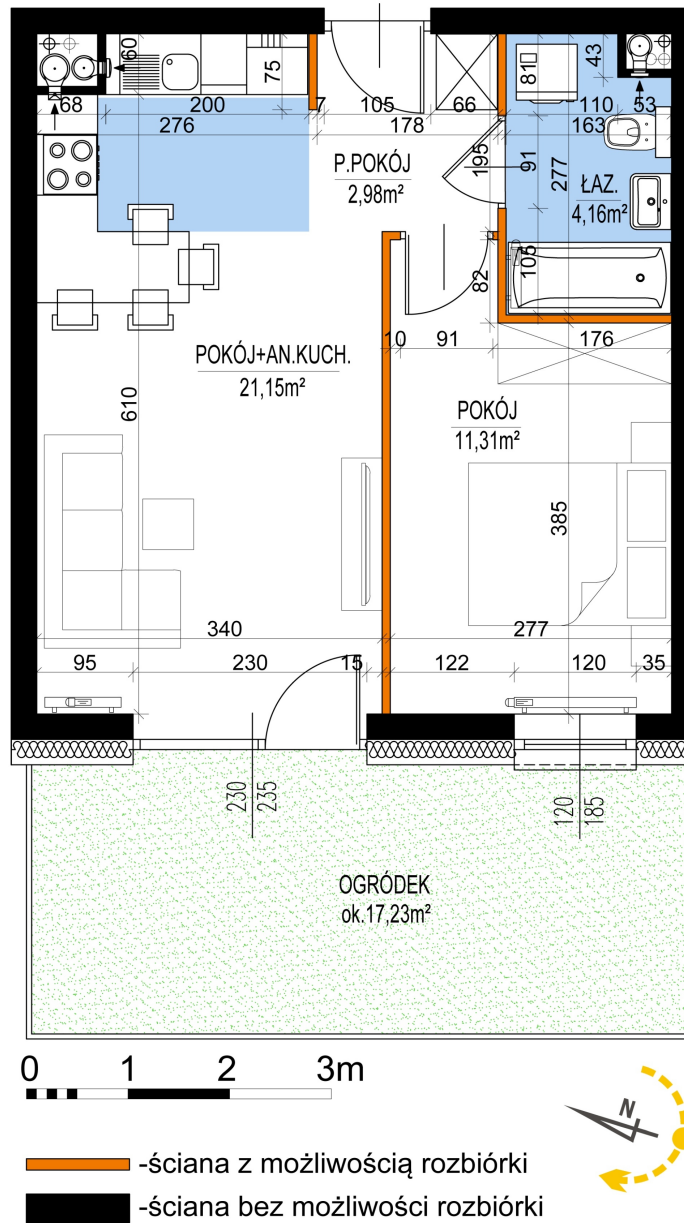 60
75
81
43
68
200
7
105
66
110
53
276
178
163
P.POKÓJ
2,98m²
195
91
277
ŁAZ.
4,16m²
105
82
10
91
176
POKÓJ+AN.KUCH.
21,15m²
610
POKÓJ
11,31m²
385
340
277
95
230
15
122
120
35
230
235
120
185
OGRÓDEK
ok.17,23m²
0 1 2 3m
N
-ściana z możliwością rozbiórki
-ściana bez możliwości rozbiórki